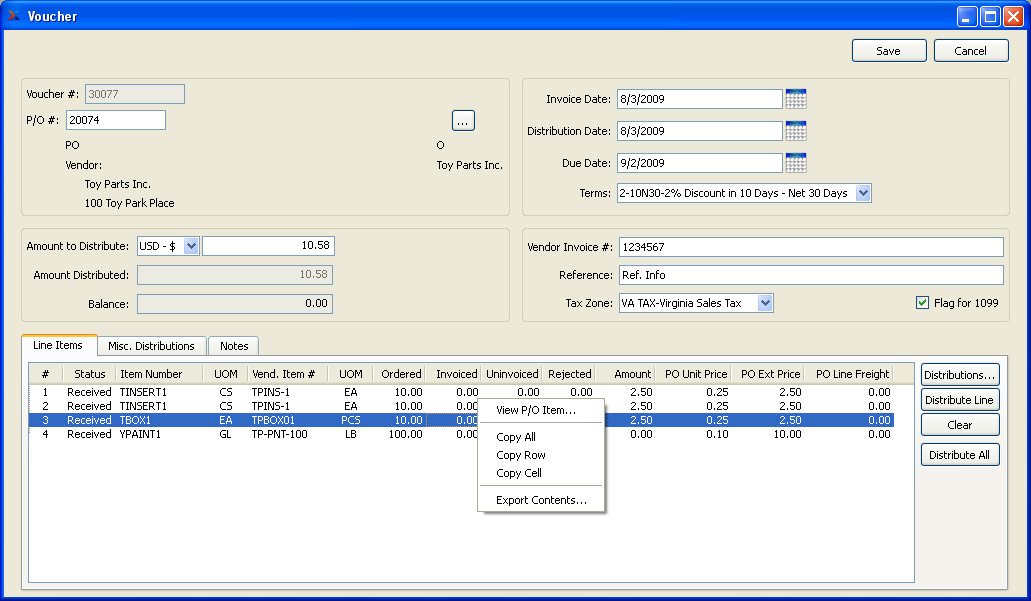 Voucher
Save Cancel
Voucher #: 30077
P/O #: 20074 ...
PO O
Vendor: Toy Parts Inc.
Toy Parts Inc.
100 Toy Park Place
Invoice Date: 8/3/2009
Distribution Date: 8/3/2009
Due Date: 9/2/2009
Terms: 2-10N30-2% Discount in 10 Days - Net 30 Days
Amount to Distribute: USD - $ 10.58
Amount Distributed: 10.58
Balance: 0.00
Vendor Invoice #: 1234567
Reference: Ref. Info
Tax Zone: VA TAX-Virginia Sales Tax Flag for 1099
Line Items Misc. Distributions Notes
# Status Item Number UOM Vend. Item # UOM Ordered Invoiced Uninvoiced Rejected Amount PO Unit Price PO Ext Price PO Line Freight
1 Received TINSERT1 CS TPINS-1 EA 10.00 0.00 0.00 0.00 2.50 0.25 2.50 0.00
2 Received TINSERT1 CS TPINS-1 EA 10.00 0.00 2.50 0.25 2.50 0.00
3 Received TBOX1 EA TPBOX01 PCS 10.00 0.00 2.50 0.25 2.50 0.00
4 Received YPAINT1 GL TP-PNT-100 LB 100.00 0.00 0.00 0.10 10.00 0.00
View P/O Item...
Copy All
Copy Row
Copy Cell
Export Contents...
Distributions...
Distribute Line
Clear
Distribute All